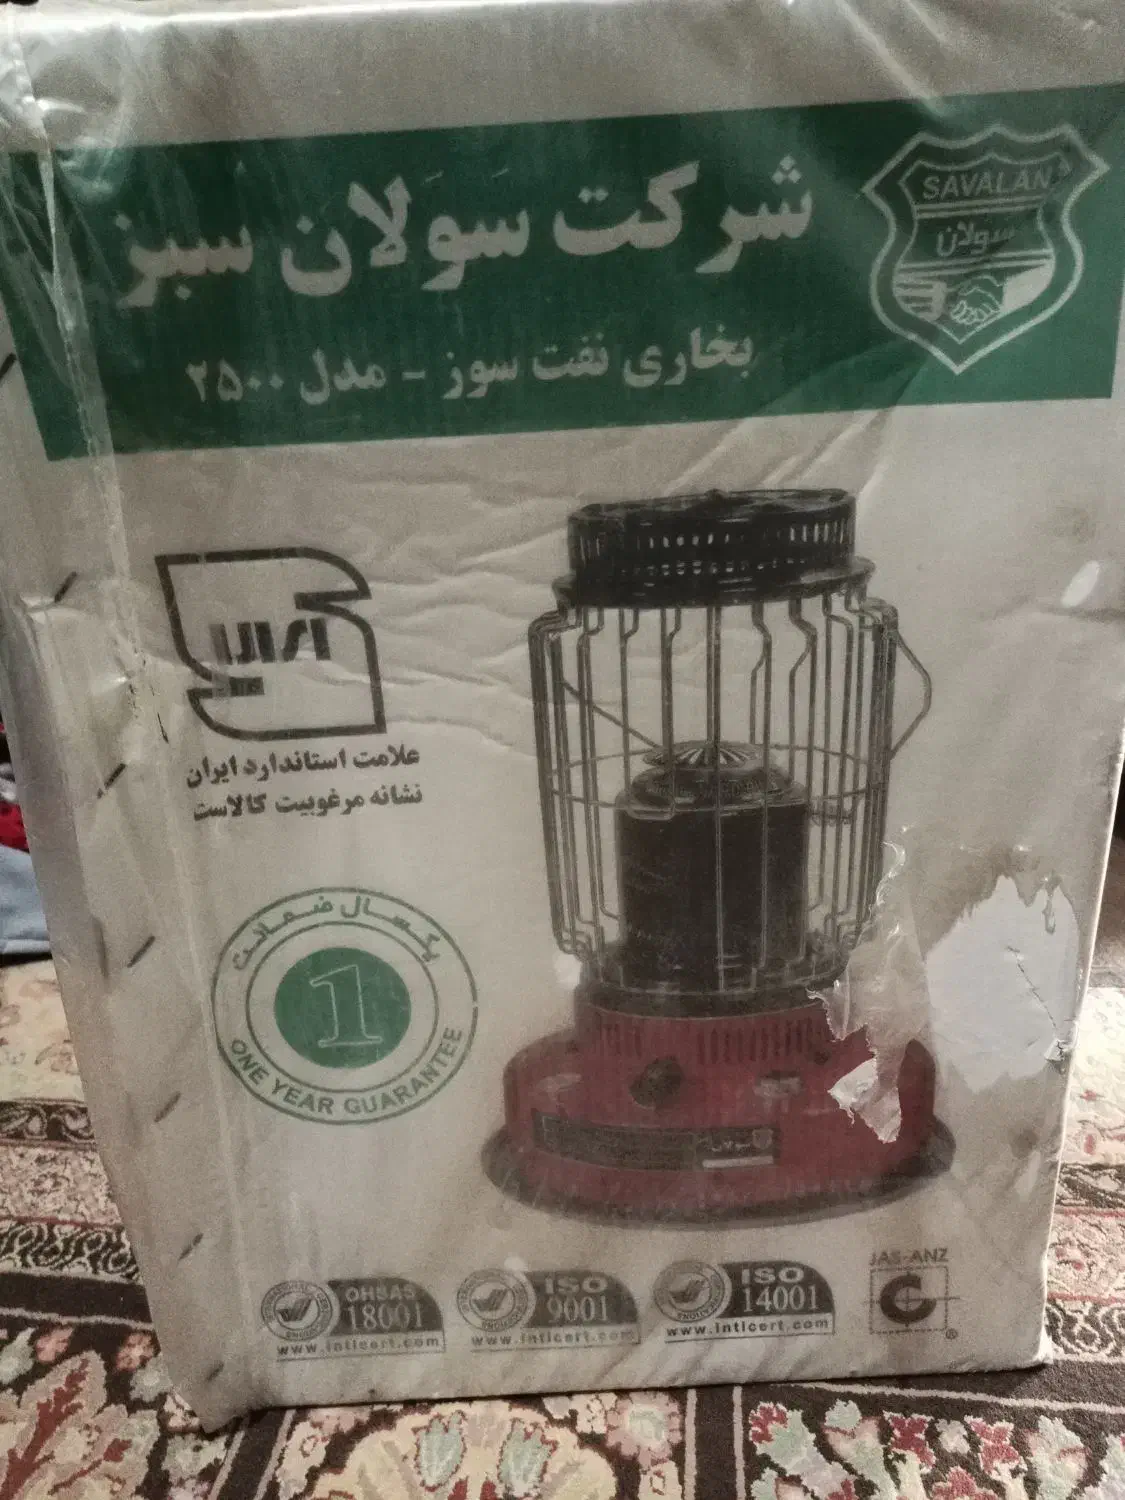 SAVALAN
سولان
شرکت سَولَان سبز
بخاری نفت سوز - مدل ۲۵۰۰
علامت استاندارد ایران
نشانه مرغوبیت کالاست
یکسال ضمانت
1
ONE YEAR GUARANTEE
سولان
OHSAS
18001
www.intlcert.com
ISO
9001
www.intlcert.com
ISO
14001
www.intlcert.com
JAS-ANZ
®